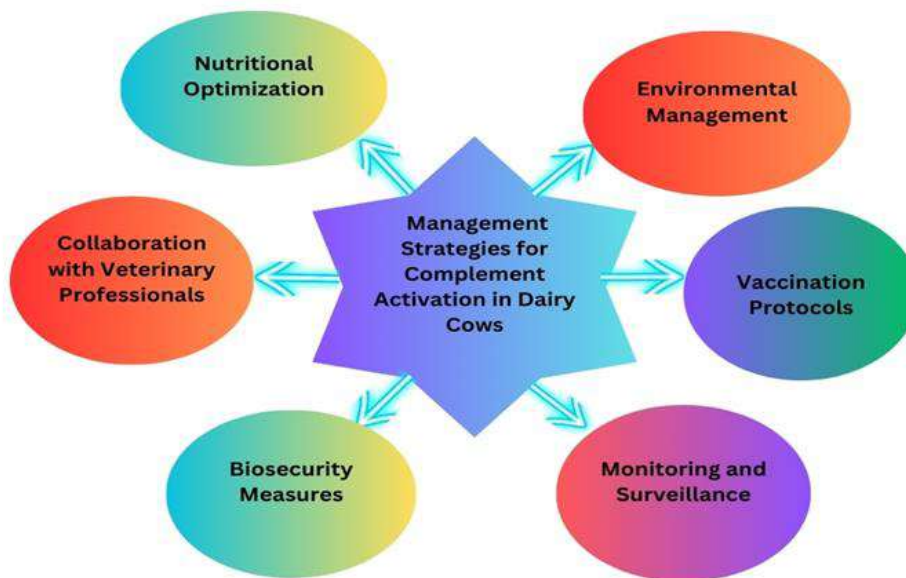 Nutritional
Optimization
Environmental
Management
Collaboration
with Veterinary
Professionals
Management
Strategies for
Complement
Activation in Dairy
Cows
Vaccination
Protocols
Biosecurity
Measures
Monitoring and
Surveillance